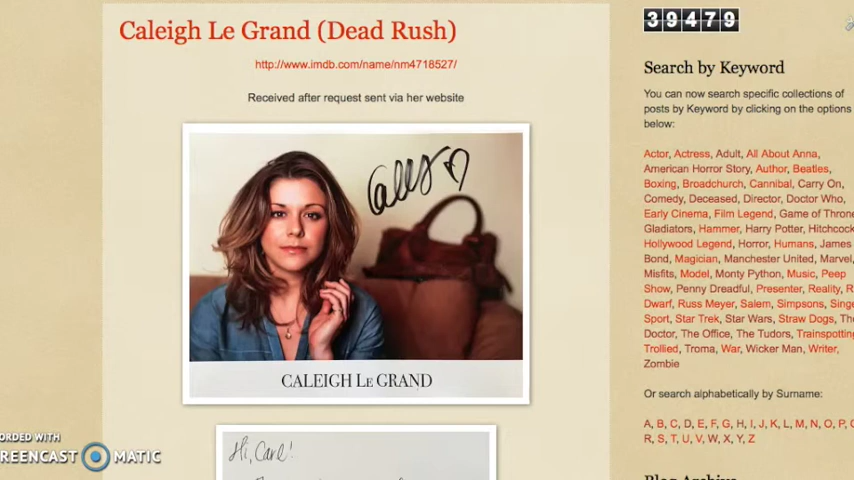 Caleigh Le Grand (Dead Rush)
http://www.imdb.com/name/nm4718527/
Received after request sent via her website
CALEIGH LE GRAND
Hi, Carl!
39479
Search by Keyword
You can now search specific collections of
posts by Keyword by clicking on the options
below:
Actor, Actress, Adult, All About Anna,
American Horror Story, Author, Beatles,
Boxing, Broadchurch, Cannibal, Carry On,
Comedy, Deceased, Director, Doctor Who,
Early Cinema, Film Legend, Game of Throne
Gladiators, Hammer, Harry Potter, Hitchcock
Hollywood Legend, Horror, Humans, James
Bond, Magician, Manchester United, Marvel,
Misfits, Model, Monty Python, Music, Peep
Show, Penny Dreadful, Presenter, Reality, R
Dwarf, Russ Meyer, Salem, Simpsons, Singe
Sport, Star Trek, Star Wars, Straw Dogs, The
Doctor, The Office, The Tudors, Trainspotting
Trollied, Troma, War, Wicker Man, Writer,
Zombie
Or search alphabetically by Surname:
A, B, C, D, E, F, G, H, I, J, K, L, M, N, O, P, Q
R, S, T, U, V, W, X, Y, Z
Blog Archive
ORDED WITH
REENCAST MATIC